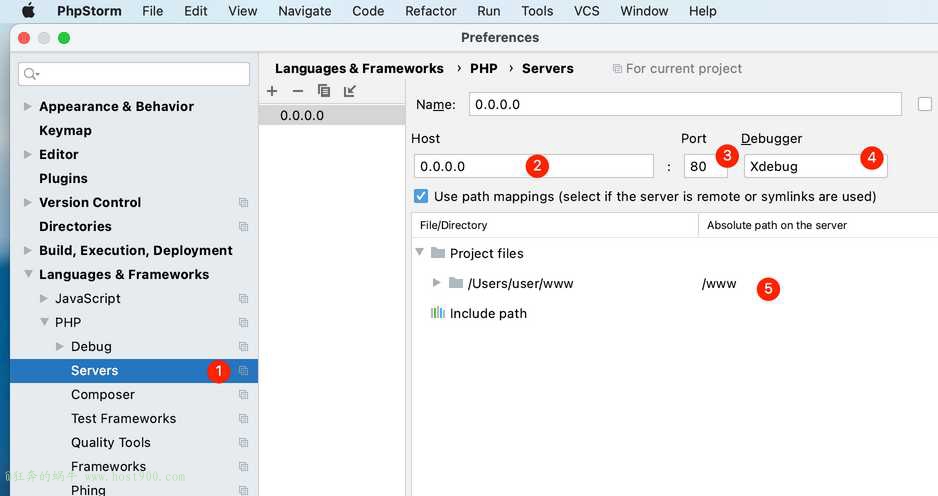 PhpStorm File Edit View Navigate Code Refactor Run Tools VCS Window Help
Preferences
Languages & Frameworks › PHP › Servers For current project
Appearance & Behavior
Keymap
Editor
Plugins
Version Control
Directories
Build, Execution, Deployment
Languages & Frameworks
JavaScript
PHP
Debug
Servers 1
Composer
Test Frameworks
Quality Tools
Frameworks
Phing
@狂奔的蜗牛 www.host900.com
0.0.0.0
Name: 0.0.0.0
Host Port Debugger
0.0.0.0 2 : 80 3 Xdebug 4
Use path mappings (select if the server is remote or symlinks are used)
File/Directory Absolute path on the server
Project files
/Users/user/www /www 5
Include path